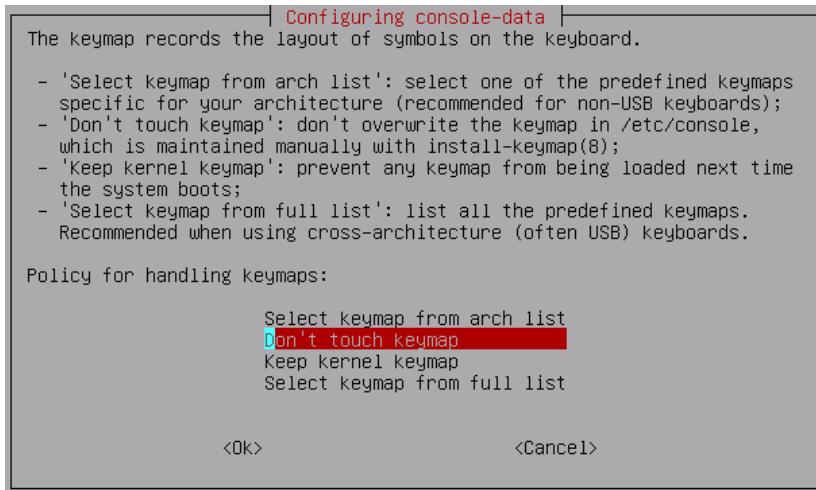 Configuring console-data
The keymap records the layout of symbols on the keyboard.
- 'Select keymap from arch list': select one of the predefined keymaps
specific for your architecture (recommended for non-USB keyboards);
- 'Don't touch keymap': don't overwrite the keymap in /etc/console,
which is maintained manually with install-keymap(8);
- 'Keep kernel keymap': prevent any keymap from being loaded next time
the system boots;
- 'Select keymap from full list': list all the predefined keymaps.
Recommended when using cross-architecture (often USB) keyboards.
Policy for handling keymaps:
Select keymap from arch list
Don't touch keymap
Keep kernel keymap
Select keymap from full list
<Ok> <Cancel>